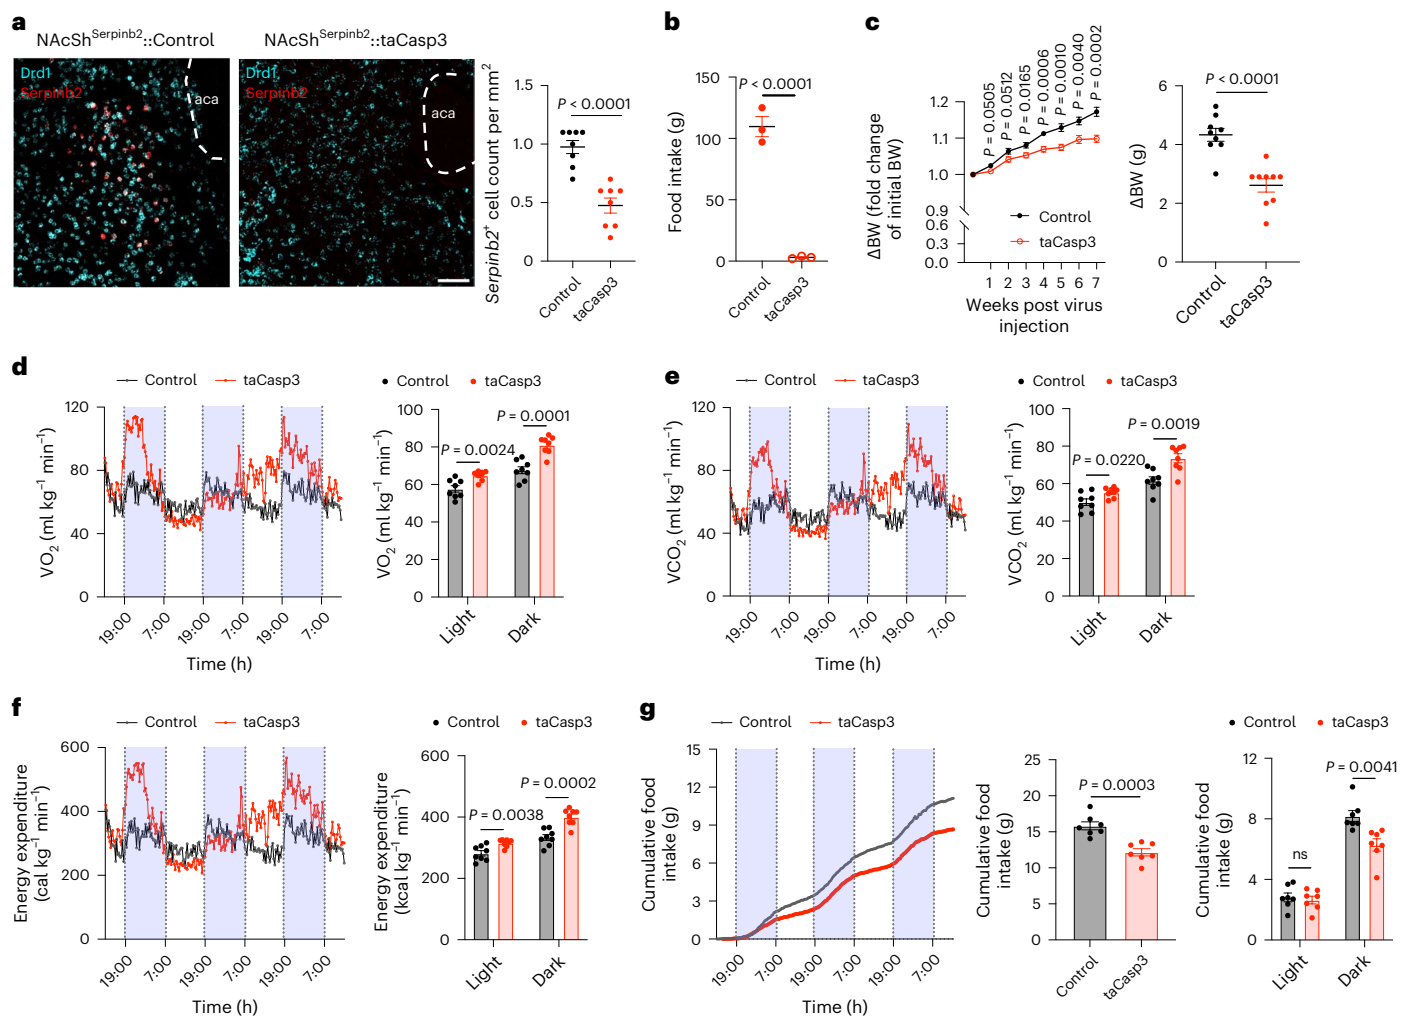 a
NAcSh^Serpinb2::Control
NAcSh^Serpinb2::taCasp3
Drd1
Serpinb2
aca
Drd1
Serpinb2
aca
Serpinb2+ cell count per mm2
1.5
1.0
0.5
0
P < 0.0001
Control
taCasp3
b
Food intake (g)
150
100
50
0
P < 0.0001
Control
taCasp3
c
ΔBW (fold change
of initial BW)
1.2
1.1
1.0
0.9
0.6
0.3
0.0
P = 0.0505
P = 0.0512
P = 0.0165
P = 0.0006
P = 0.0010
P = 0.0040
P = 0.0002
Control
taCasp3
1 2 3 4 5 6 7
Weeks post virus
injection
ΔBW (g)
6
4
2
0
P < 0.0001
Control
taCasp3
d
Control
taCasp3
VO2 (ml kg−1 min−1)
120
80
40
0
19:00 7:00 19:00 7:00 19:00 7:00
Time (h)
Control
taCasp3
VO2 (ml kg−1 min−1)
100
80
60
40
20
0
P = 0.0024
P = 0.0001
Light
Dark
e
Control
taCasp3
VCO2 (ml kg−1 min−1)
120
80
40
0
19:00 7:00 19:00 7:00 19:00 7:00
Time (h)
Control
taCasp3
VCO2 (ml kg−1 min−1)
100
80
60
40
20
0
P = 0.0220
P = 0.0019
Light
Dark
f
Control
taCasp3
Energy expenditure
(cal kg−1 min−1)
600
400
200
0
19:00 7:00 19:00 7:00 19:00 7:00
Time (h)
Control
taCasp3
Energy expenditure
(kcal kg−1 min−1)
600
400
200
0
P = 0.0038
P = 0.0002
Light
Dark
g
Control
taCasp3
Cumulative food
intake (g)
15
12
9
6
3
0
19:00 7:00 19:00 7:00 19:00 7:00
Time (h)
Cumulative food
intake (g)
25
20
15
10
5
0
P = 0.0003
Control
taCasp3
Control
taCasp3
Cumulative food
intake (g)
12
8
4
0
ns
P = 0.0041
Light
Dark